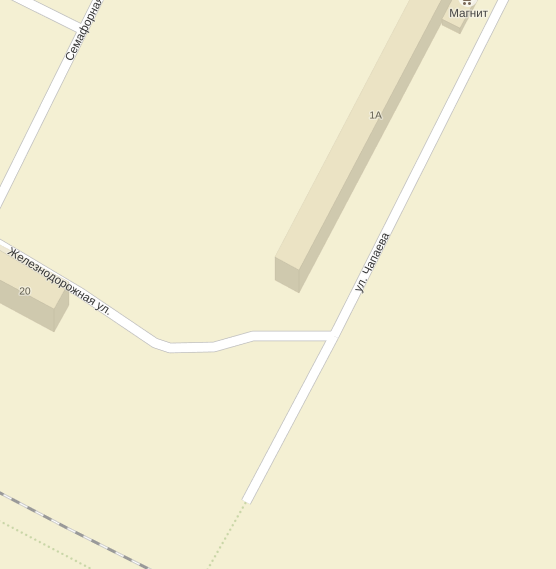 Магнит
Семафорная
1А
ул. Чапаева
Железнодорожная ул.
20